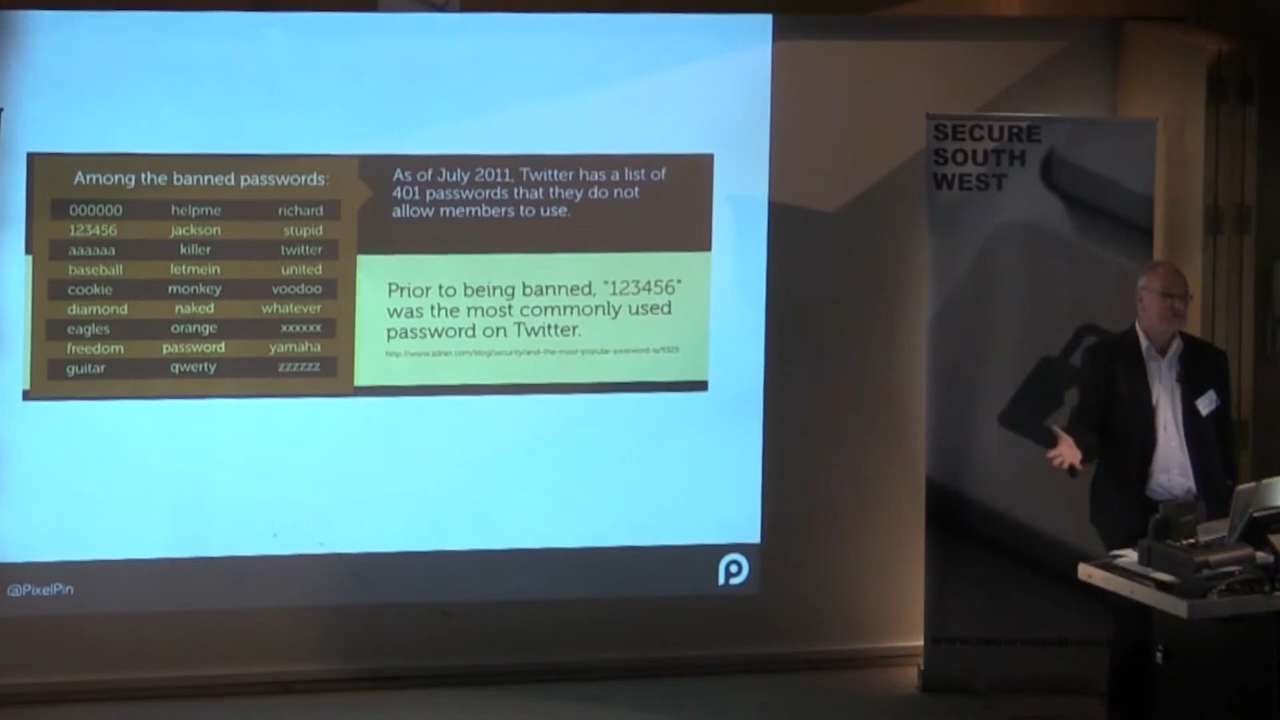 Among the banned passwords:
000000 helpme richard
123456 jackson stupid
aaaaaa killer twitter
baseball letmein united
cookie monkey voodoo
diamond naked whatever
eagles orange xxxxxx
freedom password yamaha
guitar qwerty zzzzzz
As of July 2011, Twitter has a list of
401 passwords that they do not
allow members to use.
Prior to being banned, "123456"
was the most commonly used
password on Twitter.
@PixelPin
SECURE
SOUTH
WEST